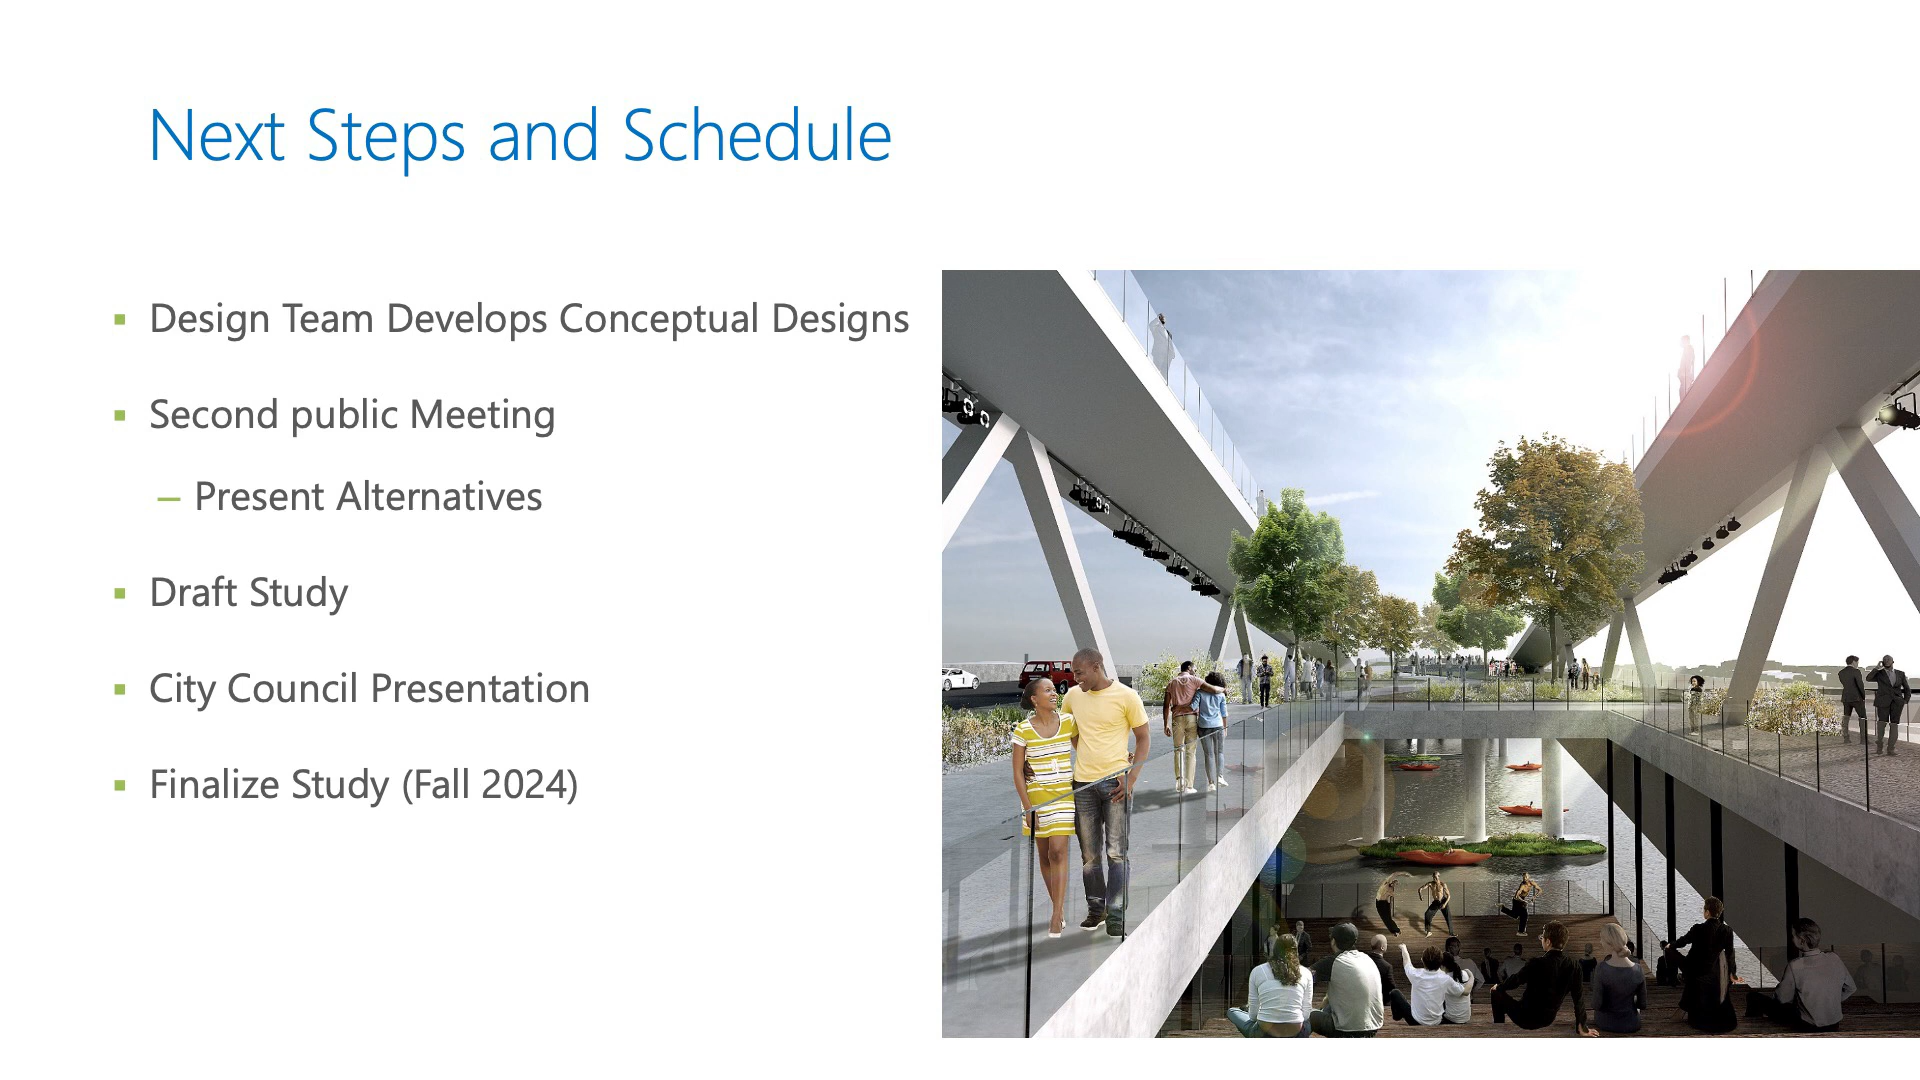 Next Steps and Schedule
▪ Design Team Develops Conceptual Designs
▪ Second public Meeting
– Present Alternatives
▪ Draft Study
▪ City Council Presentation
▪ Finalize Study (Fall 2024)